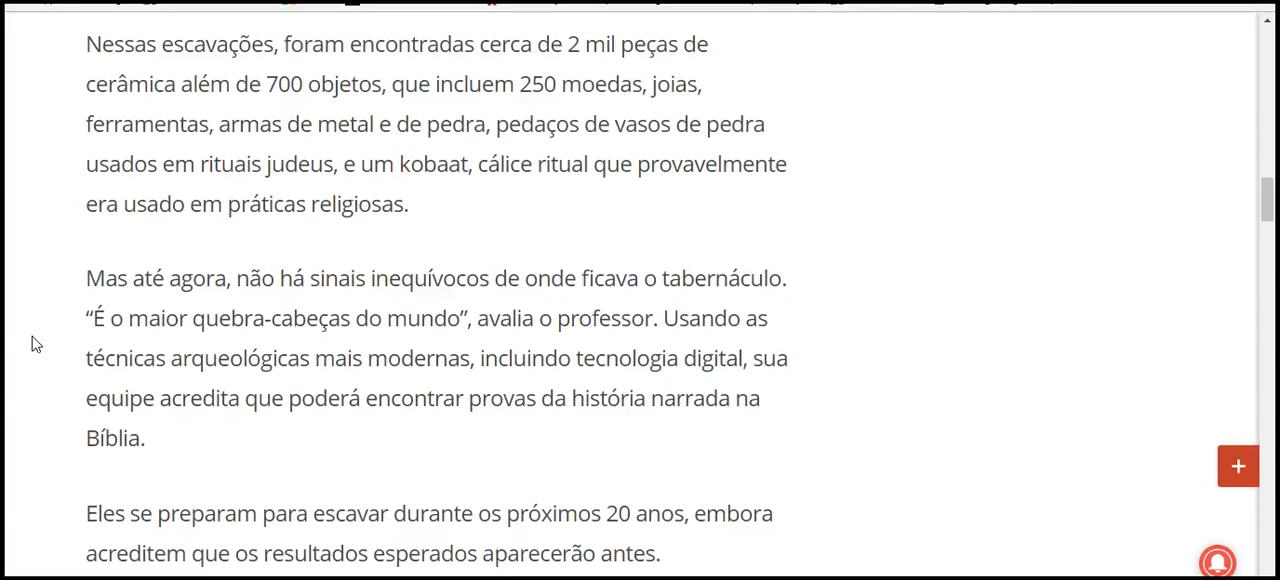 Nessas escavações, foram encontradas cerca de 2 mil peças de
cerâmica além de 700 objetos, que incluem 250 moedas, joias,
ferramentas, armas de metal e de pedra, pedaços de vasos de pedra
usados em rituais judeus, e um kobaat, cálice ritual que provavelmente
era usado em práticas religiosas.
Mas até agora, não há sinais inequívocos de onde ficava o tabernáculo.
“É o maior quebra-cabeças do mundo”, avalia o professor. Usando as
técnicas arqueológicas mais modernas, incluindo tecnologia digital, sua
equipe acredita que poderá encontrar provas da história narrada na
Bíblia.
Eles se preparam para escavar durante os próximos 20 anos, embora
acreditem que os resultados esperados aparecerão antes.